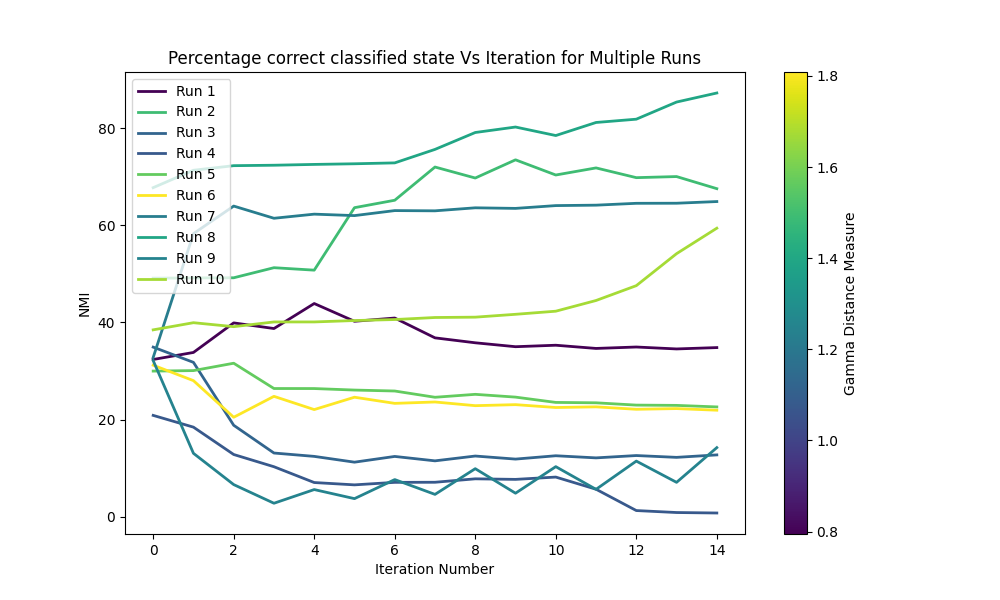 Percentage correct classified state Vs Iteration for Multiple Runs
Run 1
Run 2
Run 3
Run 4
Run 5
Run 6
Run 7
Run 8
Run 9
Run 10
NMI
80
60
40
20
0
0 2 4 6 8 10 12 14
Iteration Number
1.8
1.6
1.4
1.2
1.0
0.8
Gamma Distance Measure